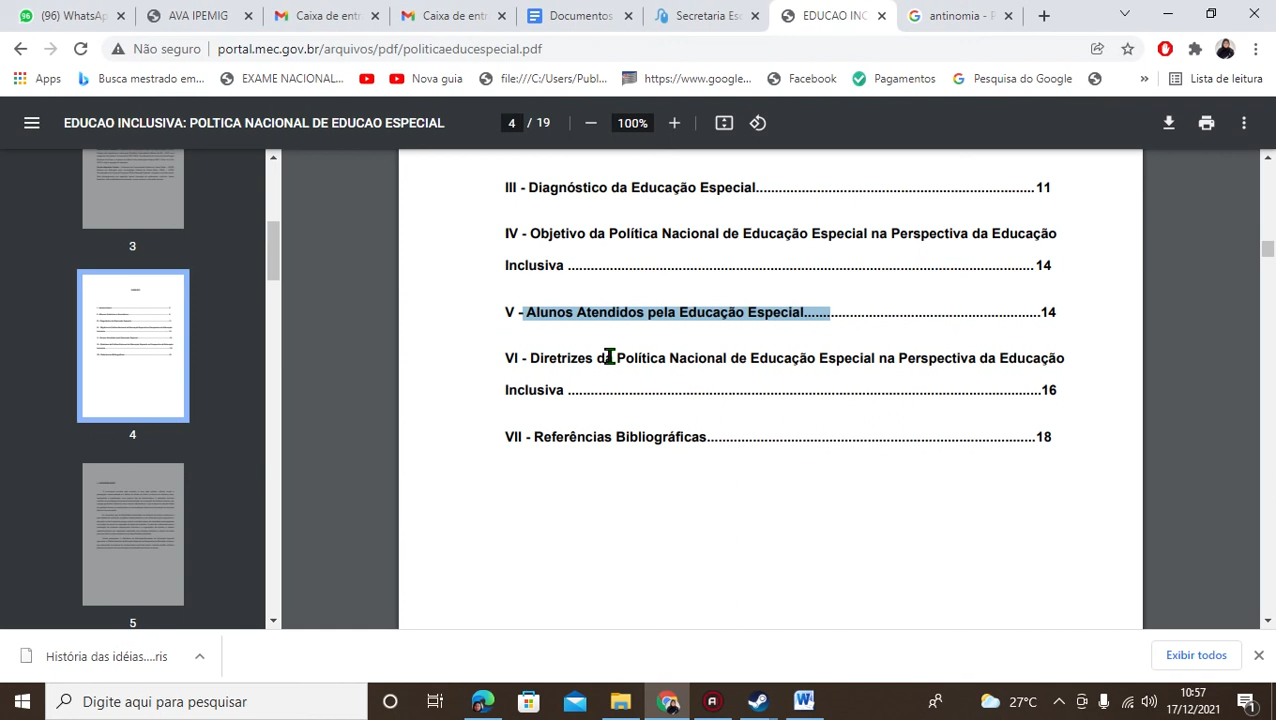 (96) WhatsA
AVA IPEMIG
Caixa de entr
Caixa de entr
Documentos
Secretaria Es
EDUCAO INC
antinomia - P
Não seguro
portal.mec.gov.br/arquivos/pdf/politicaeducespecial.pdf
Apps
Busca mestrado em...
EXAME NACIONAL...
Nova guia
file:///C:/Users/Publ...
https://www.google...
Facebook
Pagamentos
Pesquisa do Google
»
Lista de leitura
EDUCAO INCLUSIVA: POLTICA NACIONAL DE EDUCAO ESPECIAL
4 / 19
100%
III - Diagnóstico da Educação Especial........................................................................11
IV - Objetivo da Política Nacional de Educação Especial na Perspectiva da Educação
Inclusiva ........................................................................................................................ 14
V - Alunos Atendidos pela Educação Especial.............................................................14
VI - Diretrizes da Política Nacional de Educação Especial na Perspectiva da Educação
Inclusiva ..........................................................................................................................16
VII - Referências Bibliográficas.....................................................................................18
3
4
5
História das idéias....ris
Exibir todos
Digite aqui para pesquisar
27°C
10:57
17/12/2021
1